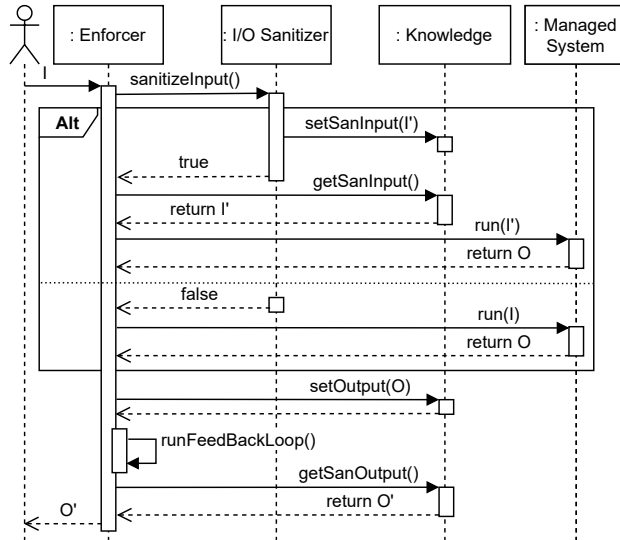 : Enforcer
: I/O Sanitizer
: Knowledge
: Managed
System
I
sanitizeInput()
Alt
setSanInput(I')
true
getSanInput()
return I'
run(I')
return O
false
run(I)
return O
setOutput(O)
runFeedBackLoop()
getSanOutput()
return O'
O'